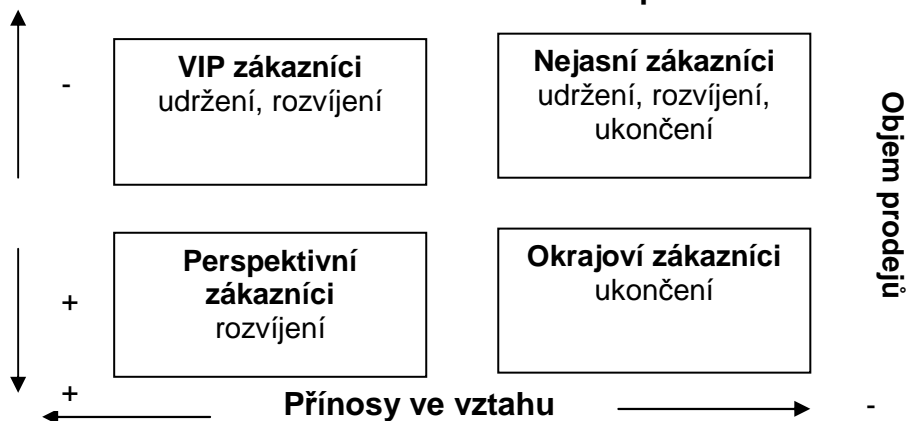 -
VIP zákazníci
udržení, rozvíjení
Nejasní zákazníci
udržení, rozvíjení,
ukončení
Objem prodejů
+
Perspektivní
zákazníci
rozvíjení
Okrajoví zákazníci
ukončení
+
Přínosy ve vztahu
-